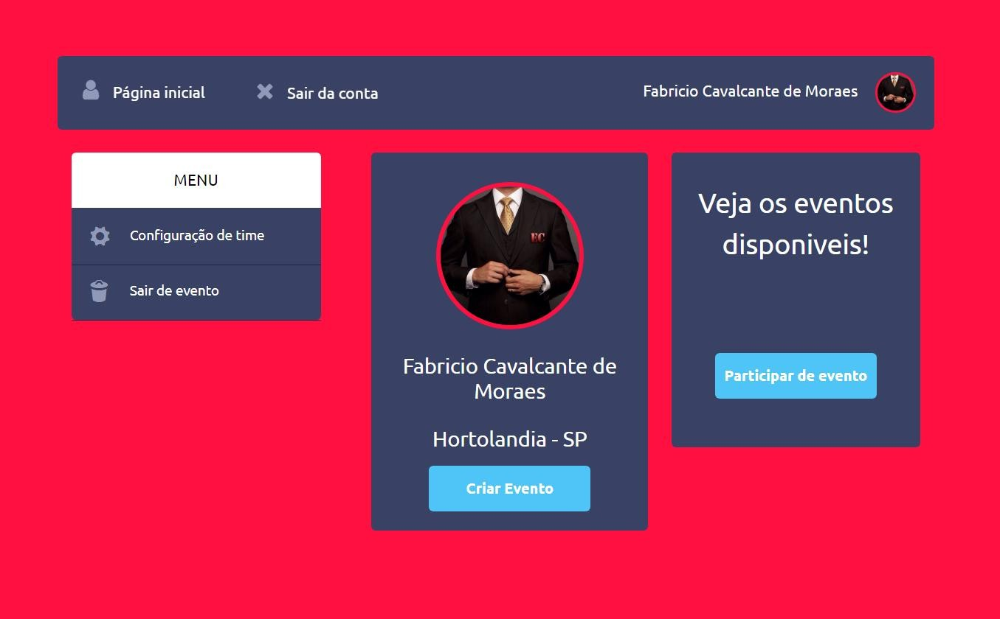 Página inicial
Sair da conta
Fabricio Cavalcante de Moraes
MENU
Configuração de time
Sair de evento
EC
Fabricio Cavalcante de
Moraes
Hortolandia - SP
Criar Evento
Veja os eventos
disponiveis!
Participar de evento